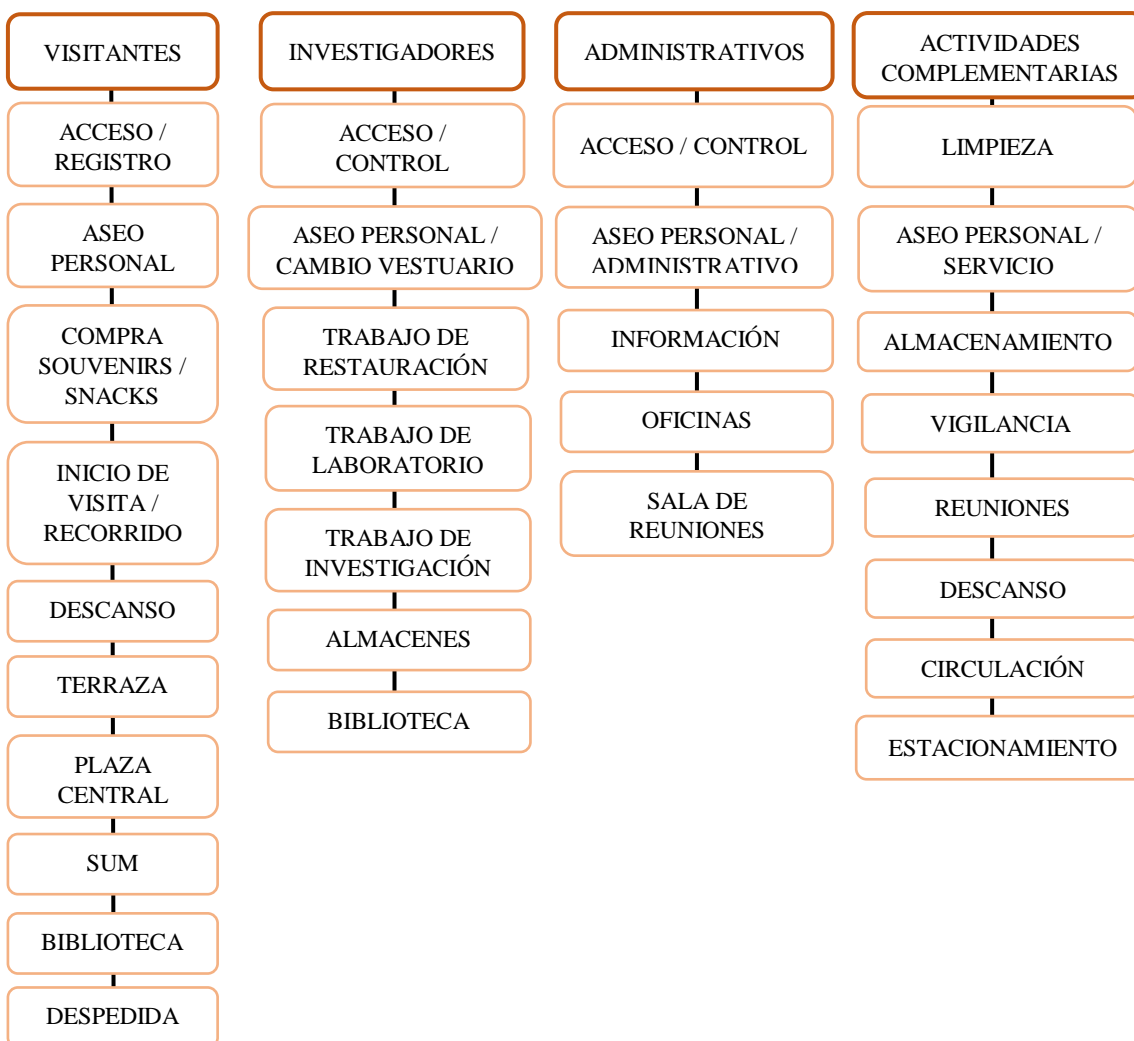 VISITANTES
ACCESO /
REGISTRO
ASEO
PERSONAL
COMPRA
SOUVENIRS /
SNACKS
INICIO DE
VISITA /
RECORRIDO
DESCANSO
TERRAZA
PLAZA
CENTRAL
SUM
BIBLIOTECA
DESPEDIDA
INVESTIGADORES
ACCESO /
CONTROL
ASEO PERSONAL /
CAMBIO VESTUARIO
TRABAJO DE
RESTAURACIÓN
TRABAJO DE
LABORATORIO
TRABAJO DE
INVESTIGACIÓN
ALMACENES
BIBLIOTECA
ADMINISTRATIVOS
ACCESO / CONTROL
ASEO PERSONAL /
ADMINISTRATIVO
INFORMACIÓN
OFICINAS
SALA DE
REUNIONES
ACTIVIDADES
COMPLEMENTARIAS
LIMPIEZA
ASEO PERSONAL /
SERVICIO
ALMACENAMIENTO
VIGILANCIA
REUNIONES
DESCANSO
CIRCULACIÓN
ESTACIONAMIENTO